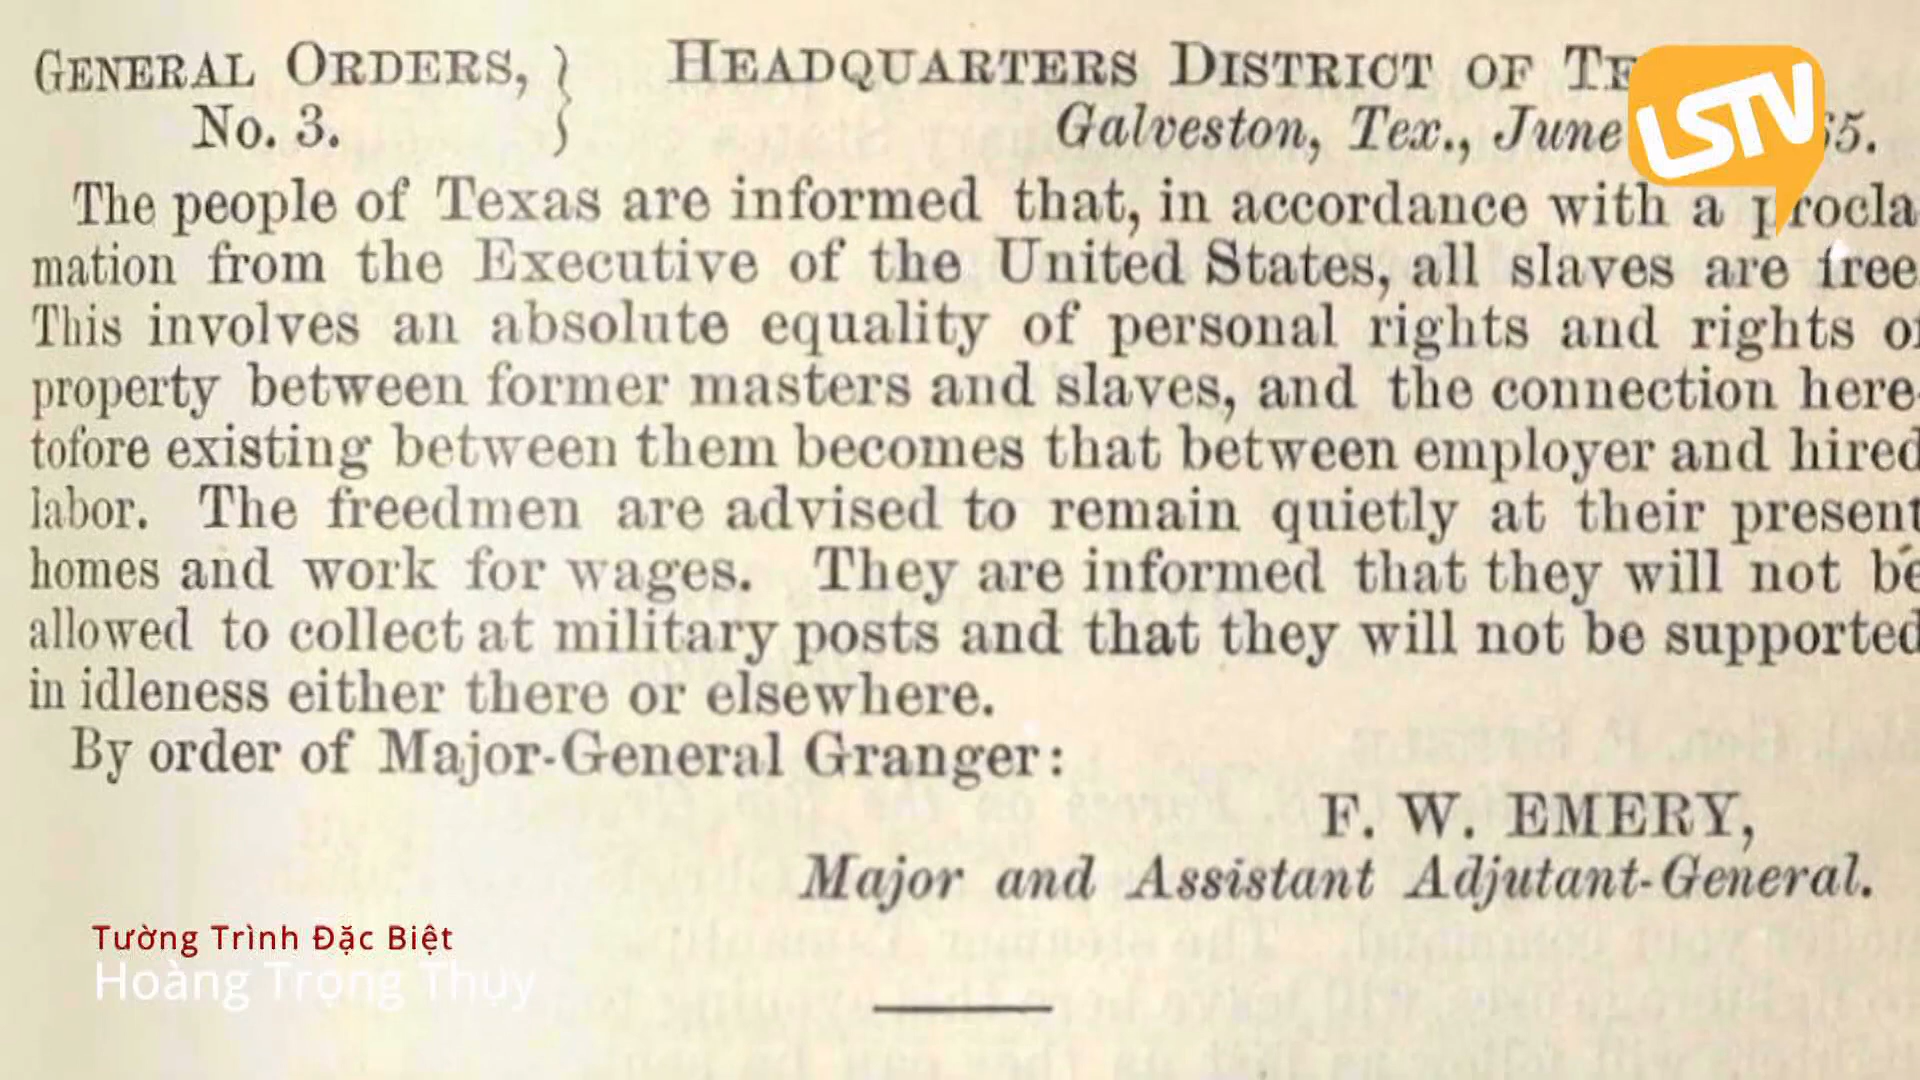 GENERAL ORDERS,
No. 3.
HEADQUARTERS DISTRICT OF
Galveston, Tex., June
LSTV
The people of Texas are informed that, in accordance with a procla
mation from the Executive of the United States, all slaves are free
This involves an absolute equality of personal rights and rights of
property between former masters and slaves, and the connection here-
tofore existing between them becomes that between employer and hired
labor. The freedmen are advised to remain quietly at their present
homes and work for wages. They are informed that they will not be
allowed to collect at military posts and that they will not be supported
in idleness either there or elsewhere.
By order of Major-General Granger:
F. W. EMERY,
Major and Assistant Adjutant-General.
Tường Trình Đặc Biệt
Hoàng Trọng Thụy